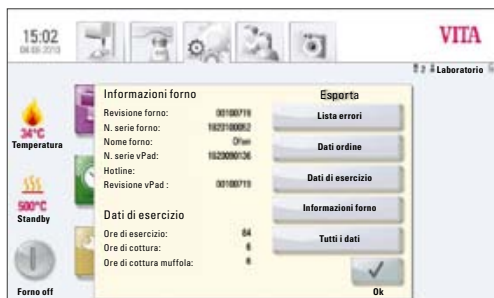 15:02
VITA
Laboratorio
Informazioni forno
Esporta
Revisione forno: 00100719
N. serie forno:
Nome forno:
N. serie vPad:
Hotline:
Revisione vPad : 00100719
Lista errori
Dati ordine
Dati di esercizio
Informazioni forno
Tutti i dati
Dati di esercizio
Ore di esercizio: 64
Ore di cottura: 6
Ore di cottura muffola: 6
34°C
Temperatura
500°C
Standby
Forno off
Ok